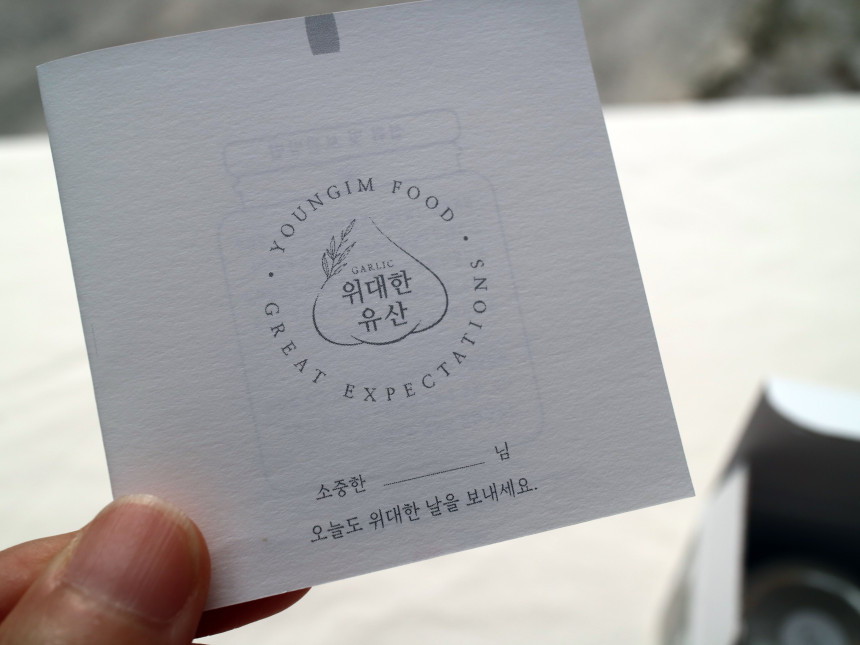 YOUNGIM FOOD
GARLIC
위대한
유산
GREAT EXPECTATIONS
소중한 님
오늘도 위대한 날을 보내세요.